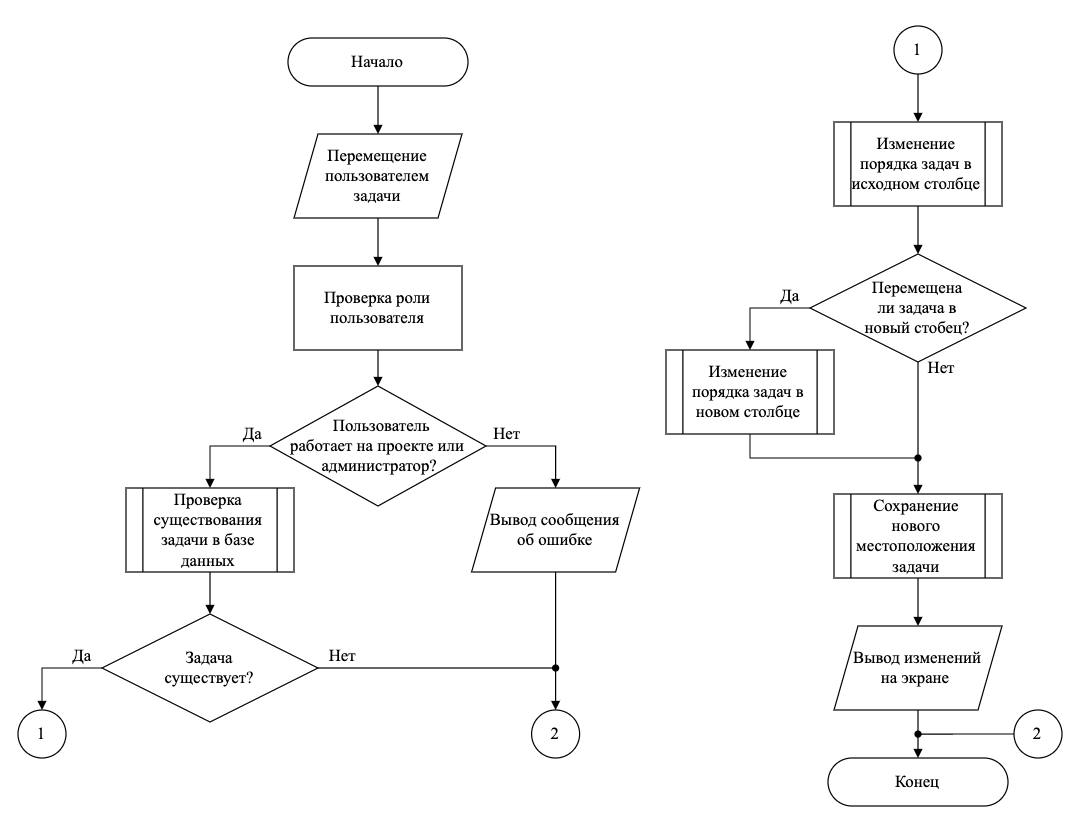 Начало
Перемещение
пользователем
задачи
Проверка роли
пользователя
Пользователь
работает на проекте или
администратор?
Да
Нет
Проверка
существования
задачи в базе
данных
Вывод сообщения
об ошибке
Задача
существует?
Да
Нет
1
2
1
Изменение
порядка задач в
исходном столбце
Перемещена
ли задача в
новый стобец?
Да
Нет
Изменение
порядка задач в
новом столбце
Сохранение
нового
местоположения
задачи
Вывод изменений
на экране
2
Конец